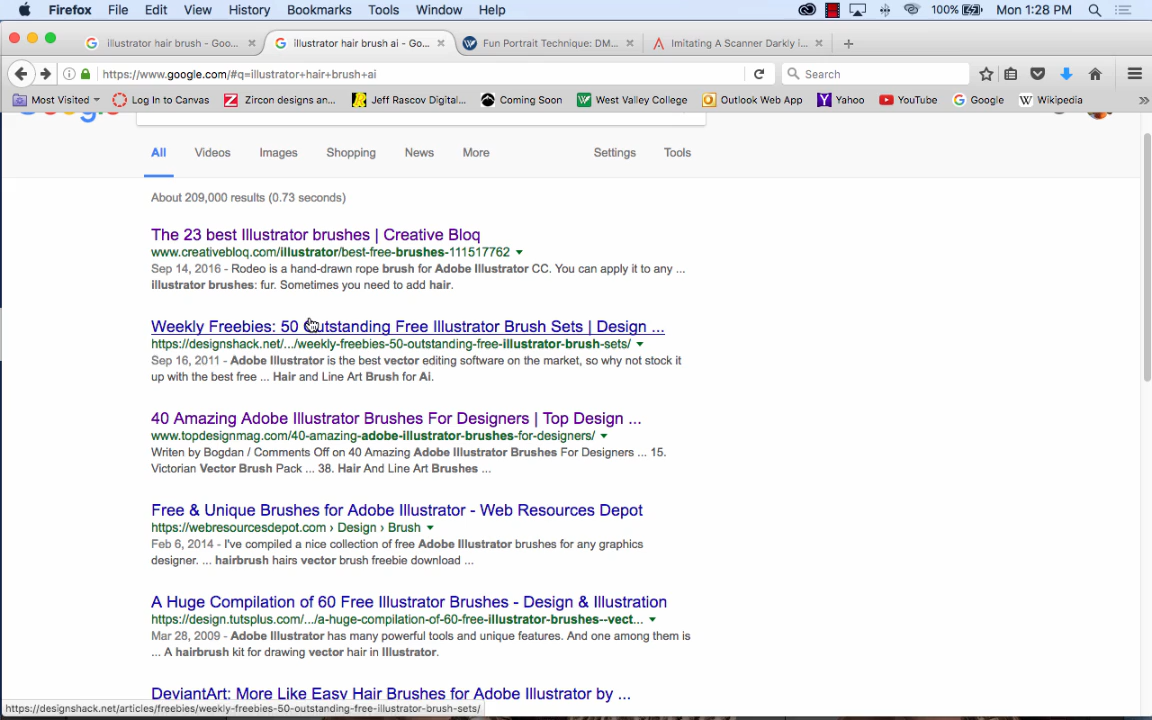 Firefox File Edit View History Bookmarks Tools Window Help 100% Mon 1:28 PM
illustrator hair brush - Goo... illustrator hair brush ai - Go... Fun Portrait Technique: DM... Imitating A Scanner Darkly i...
https://www.google.com/#q=illustrator+hair+brush+ai Search
Most Visited Log In to Canvas Zircon designs an... Jeff Rascov Digital... Coming Soon West Valley College Outlook Web App Yahoo YouTube Google Wikipedia
All Videos Images Shopping News More Settings Tools
About 209,000 results (0.73 seconds)
The 23 best Illustrator brushes | Creative Bloq
www.creativebloq.com/illustrator/best-free-brushes-111517762
Sep 14, 2016 - Rodeo is a hand-drawn rope brush for Adobe Illustrator CC. You can apply it to any ...
illustrator brushes: fur. Sometimes you need to add hair.
Weekly Freebies: 50 Outstanding Free Illustrator Brush Sets | Design ...
https://designshack.net/.../weekly-freebies-50-outstanding-free-illustrator-brush-sets/
Sep 16, 2011 - Adobe Illustrator is the best vector editing software on the market, so why not stock it
up with the best free ... Hair and Line Art Brush for Ai.
40 Amazing Adobe Illustrator Brushes For Designers | Top Design ...
www.topdesignmag.com/40-amazing-adobe-illustrator-brushes-for-designers/
Writen by Bogdan / Comments Off on 40 Amazing Adobe Illustrator Brushes For Designers ... 15.
Victorian Vector Brush Pack ... 38. Hair And Line Art Brushes ...
Free & Unique Brushes for Adobe Illustrator - Web Resources Depot
https://webresourcesdepot.com › Design › Brush
Feb 6, 2014 - I've compiled a nice collection of free Adobe Illustrator brushes for any graphics
designer. ... hairbrush hairs vector brush freebie download ...
A Huge Compilation of 60 Free Illustrator Brushes - Design & Illustration
https://design.tutsplus.com/.../a-huge-compilation-of-60-free-illustrator-brushes--vect...
Mar 28, 2009 - Adobe Illustrator has many powerful tools and unique features. And one among them is
... A hairbrush kit for drawing vector hair in Illustrator.
DeviantArt: More Like Easy Hair Brushes for Adobe Illustrator by ...
https://designshack.net/articles/freebies/weekly-freebies-50-outstanding-free-illustrator-brush-sets/